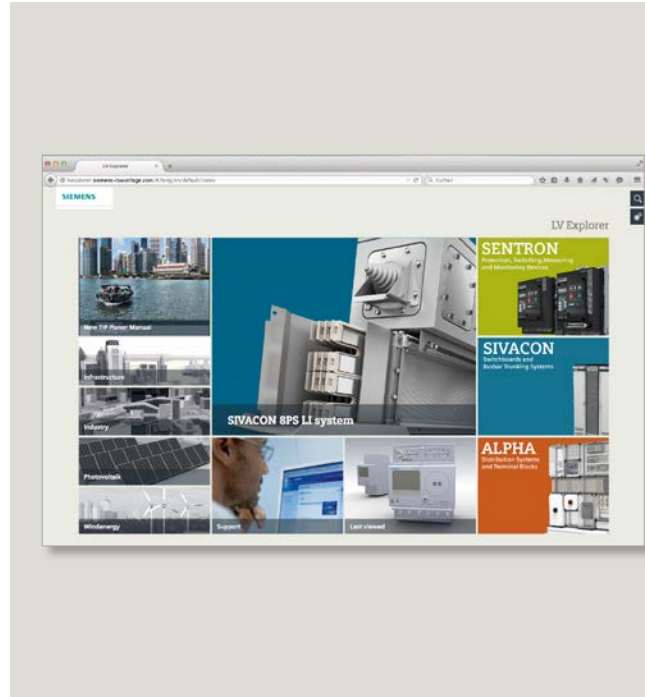 LV Explorer
SIEMENS
LV Explorer
New TIP Planer Manual
Infrastructure
Industry
Photovoltaik
Windenergy
SIVACON 8PS LI system
Support
Last viewed
SENTRON
Protection, Switching, Measuring
and Monitoring Devices
SIVACON
Switchboards and
Busbar Trunking Systems
ALPHA
Distribution Systems
and Terminal Blocks